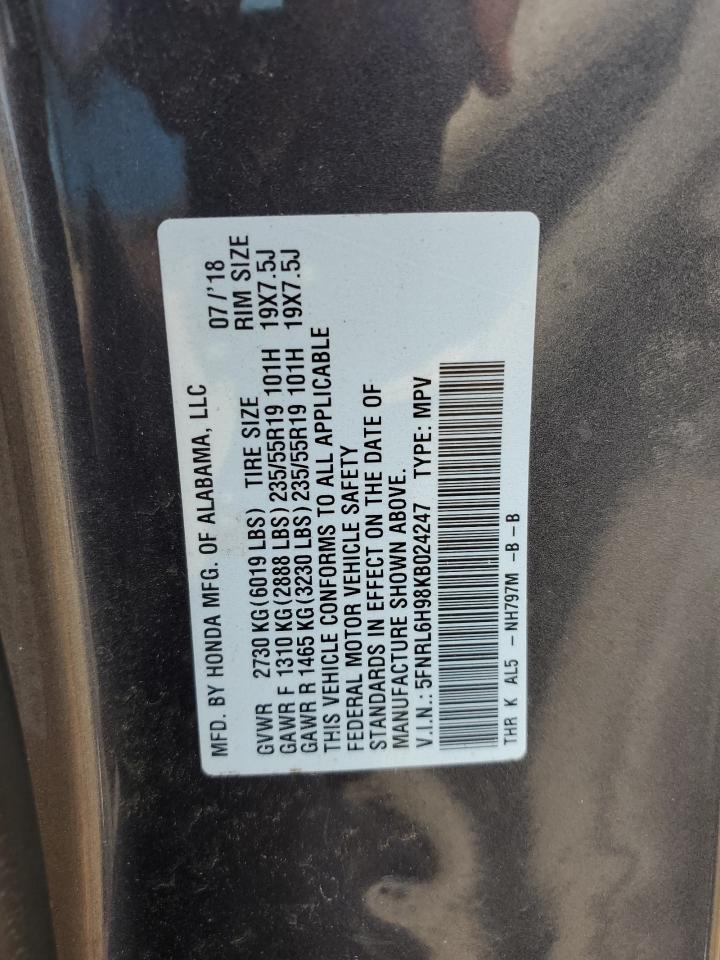 MFD. BY HONDA MFG. OF ALABAMA, LLC 07/'18
GVWR 2730 KG(6019 LBS) TIRE SIZE RIM SIZE
GAWR F 1310 KG(2888 LBS)235/55R19 101H 19X7.5J
GAWR R 1465 KG(3230 LBS)235/55R19 101H 19X7.5J
THIS VEHICLE CONFORMS TO ALL APPLICABLE
FEDERAL MOTOR VEHICLE SAFETY
STANDARDS IN EFFECT ON THE DATE OF
MANUFACTURE SHOWN ABOVE.
V.I.N.: 5FNRL6H98KB024247 TYPE: MPV
THR K AL5 - NH797M -B-B